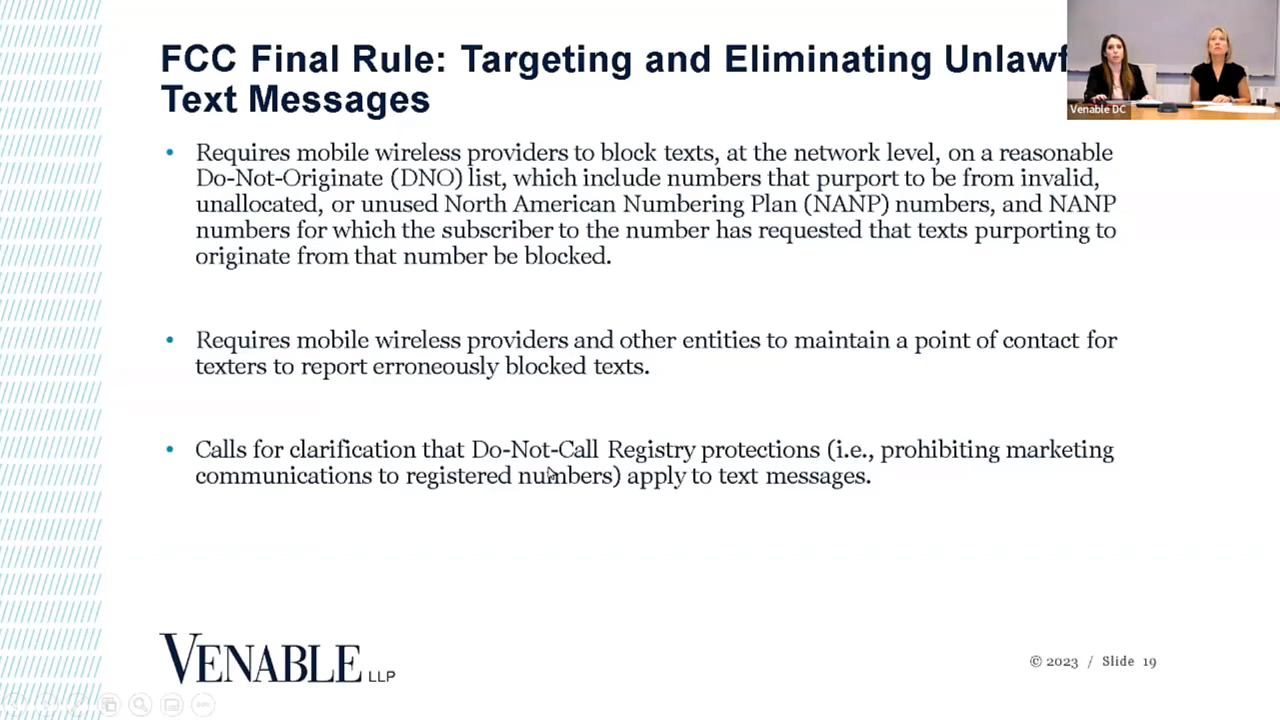 FCC Final Rule: Targeting and Eliminating
Text Messages
Venable DC
• Requires mobile wireless providers to block texts, at the network level, on a reasonable
Do-Not-Originate (DNO) list, which include numbers that purport to be from invalid,
unallocated, or unused North American Numbering Plan (NANP) numbers, and NANP
numbers for which the subscriber to the number has requested that texts purporting to
originate from that number be blocked.
• Requires mobile wireless providers and other entities to maintain a point of contact for
texters to report erroneously blocked texts.
• Calls for clarification that Do-Not-Call Registry protections (i.e., prohibiting marketing
communications to registered numbers) apply to text messages.
VENABLE LLP
© 2023 / Slide 19